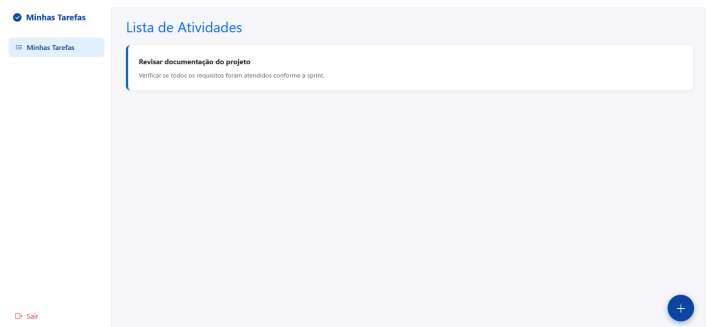 Minhas Tarefas
Minhas Tarefas
Sair
Lista de Atividades
Revisar documentação do projeto
Verificar se todos os requisitos foram atendidos conforme a sprint.
+